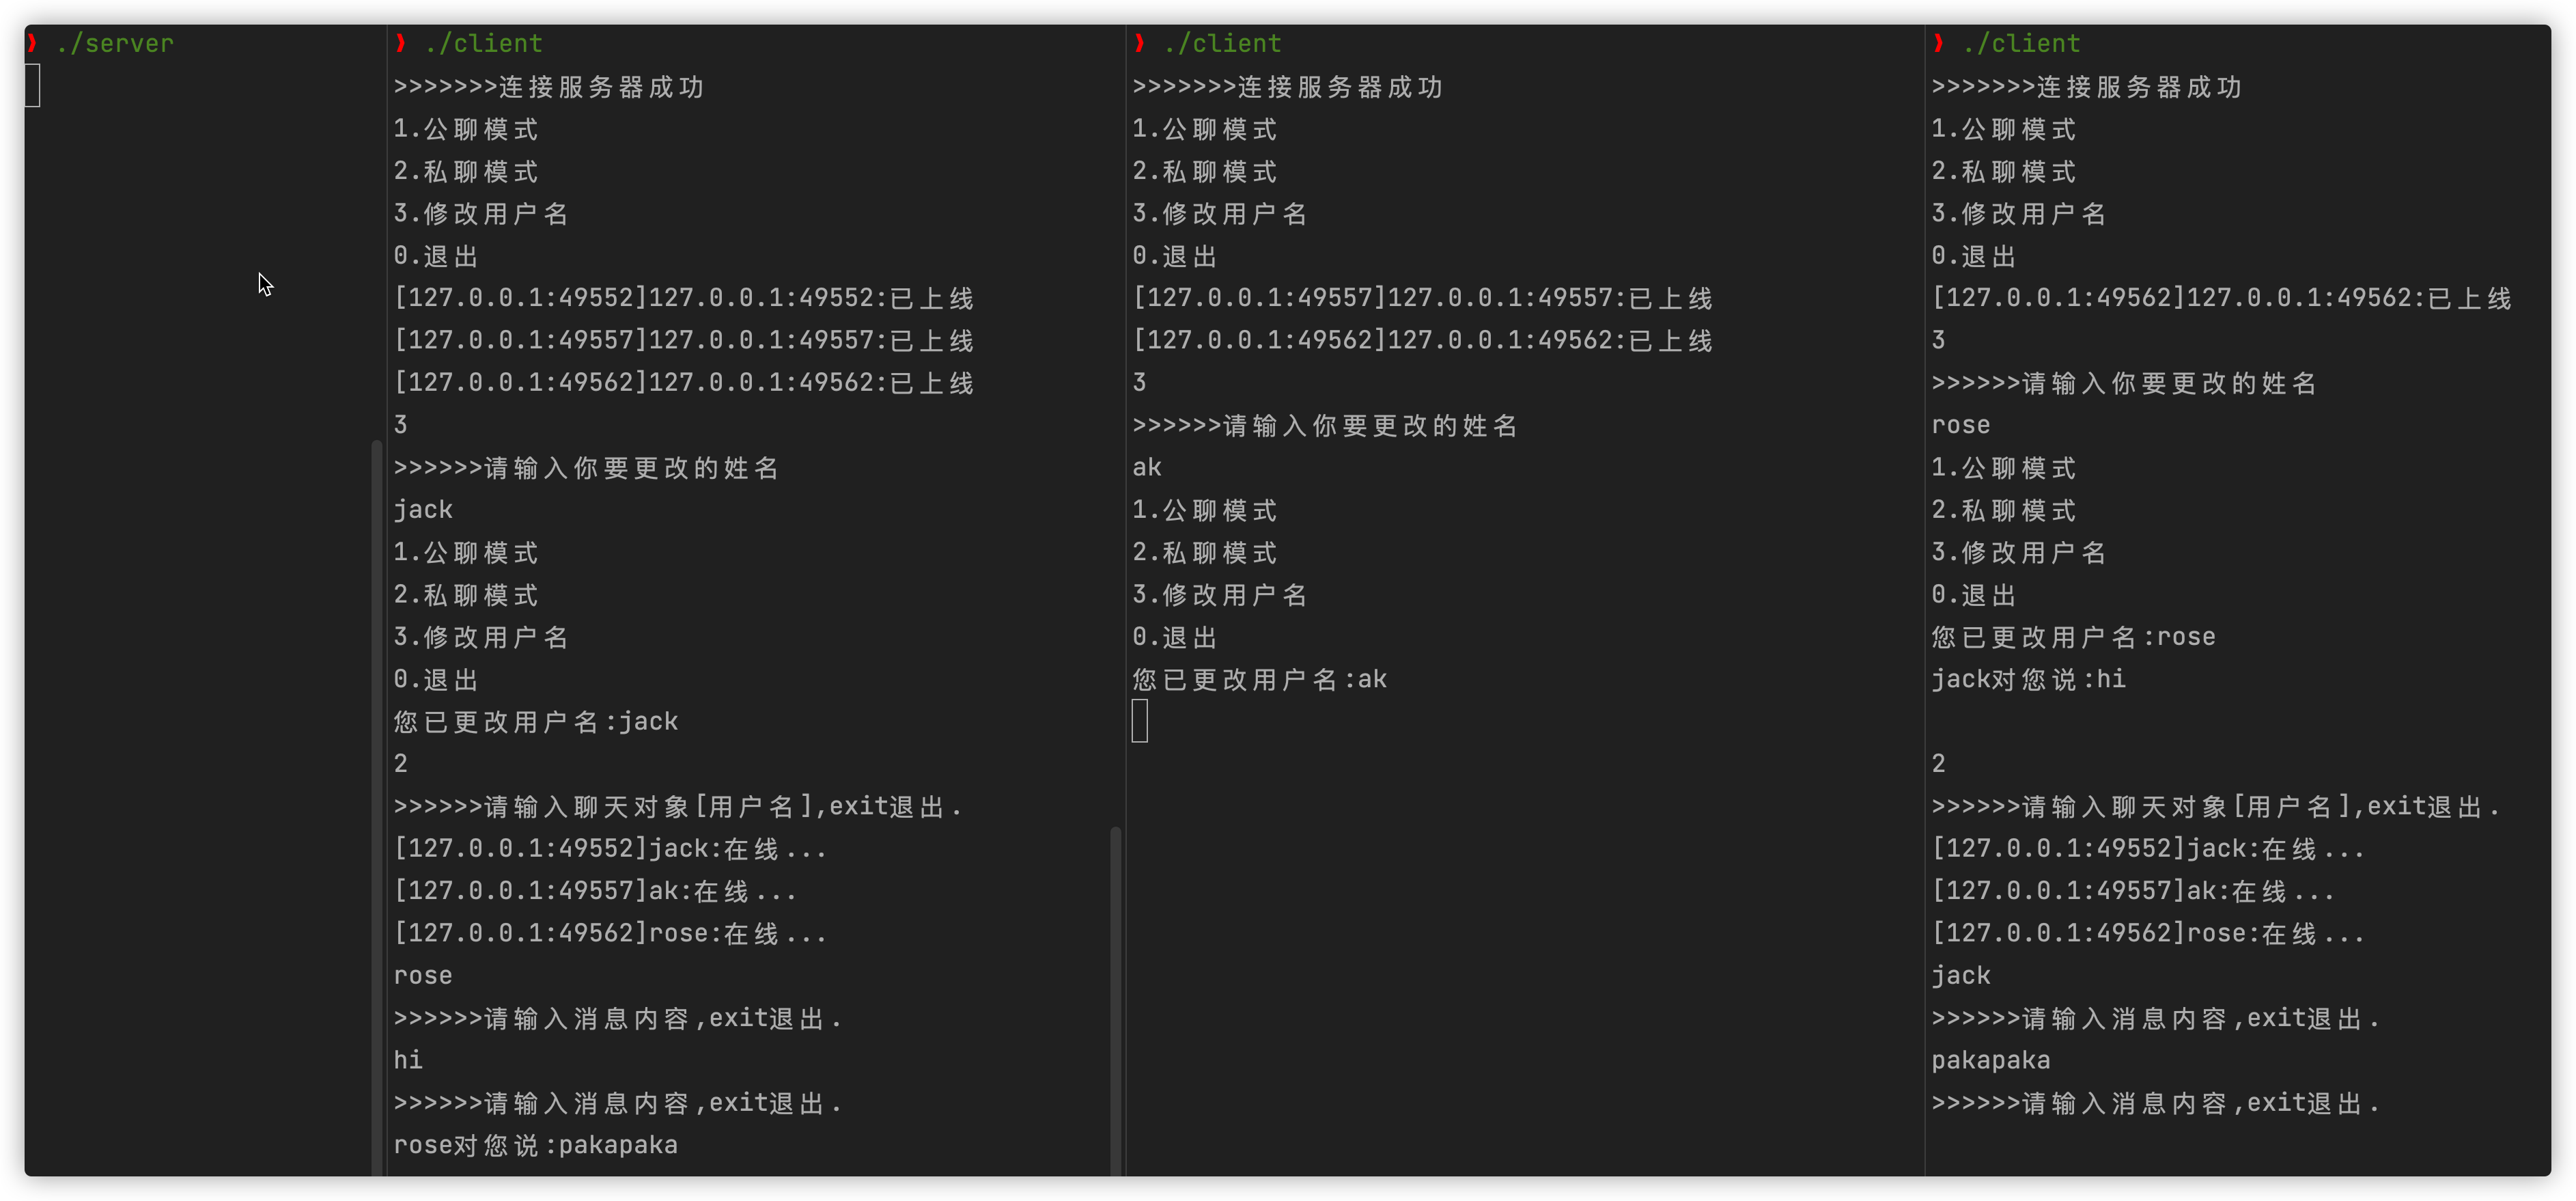 ❯ ./server
❯ ./client
>>>>>>>连接服务器成功
1.公聊模式
2.私聊模式
3.修改用户名
0.退出
[127.0.0.1:49552]127.0.0.1:49552:已上线
[127.0.0.1:49557]127.0.0.1:49557:已上线
[127.0.0.1:49562]127.0.0.1:49562:已上线
3
>>>>>>请输入你要更改的姓名
jack
1.公聊模式
2.私聊模式
3.修改用户名
0.退出
您已更改用户名:jack
2
>>>>>>请输入聊天对象[用户名],exit退出.
[127.0.0.1:49552]jack:在线...
[127.0.0.1:49557]ak:在线...
[127.0.0.1:49562]rose:在线...
rose
>>>>>>请输入消息内容,exit退出.
hi
>>>>>>请输入消息内容,exit退出.
rose对您说:pakapaka
❯ ./client
>>>>>>>连接服务器成功
1.公聊模式
2.私聊模式
3.修改用户名
0.退出
[127.0.0.1:49557]127.0.0.1:49557:已上线
[127.0.0.1:49562]127.0.0.1:49562:已上线
3
>>>>>>请输入你要更改的姓名
ak
1.公聊模式
2.私聊模式
3.修改用户名
0.退出
您已更改用户名:ak
❯ ./client
>>>>>>>连接服务器成功
1.公聊模式
2.私聊模式
3.修改用户名
0.退出
[127.0.0.1:49562]127.0.0.1:49562:已上线
3
>>>>>>请输入你要更改的姓名
rose
1.公聊模式
2.私聊模式
3.修改用户名
0.退出
您已更改用户名:rose
jack对您说:hi
2
>>>>>>请输入聊天对象[用户名],exit退出.
[127.0.0.1:49552]jack:在线...
[127.0.0.1:49557]ak:在线...
[127.0.0.1:49562]rose:在线...
jack
>>>>>>请输入消息内容,exit退出.
pakapaka
>>>>>>请输入消息内容,exit退出.